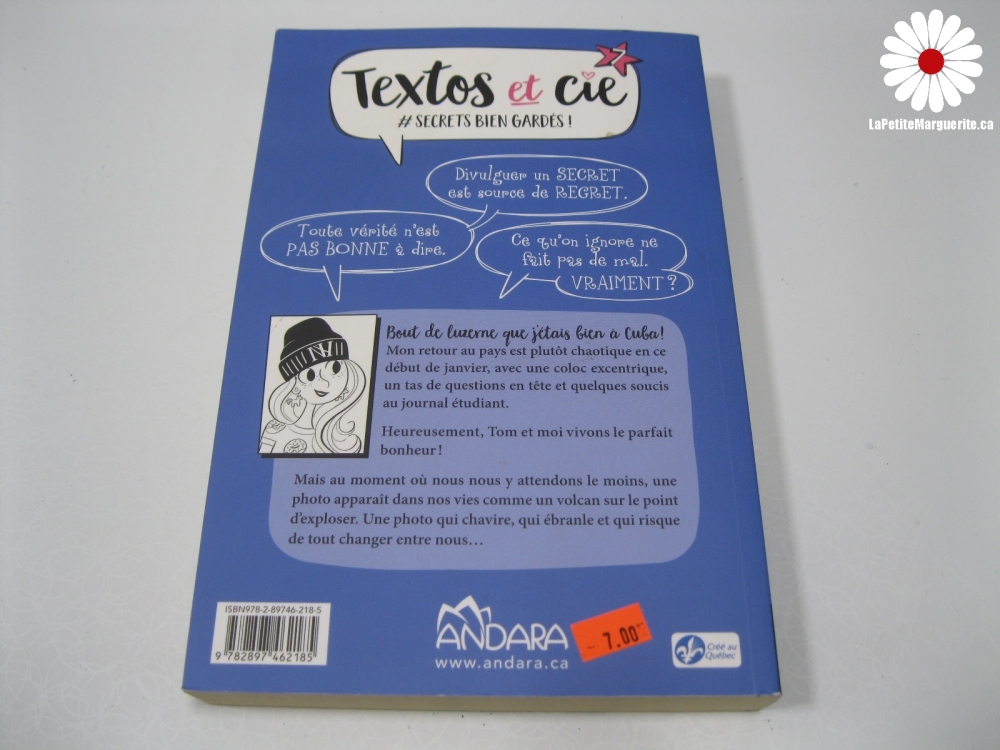 LaPetiteMarguerite.ca
7
Textos et cie
# SECRETS BIEN GARDÉS !
Divulguer un SECRET
est source de REGRET.
Toute vérité n'est
PAS BONNE à dire.
Ce qu'on ignore ne
fait pas de mal.
VRAIMENT ?
NY
Bout de luzerne que j'étais bien à Cuba !
Mon retour au pays est plutôt chaotique en ce
début de janvier, avec une coloc excentrique,
un tas de questions en tête et quelques soucis
au journal étudiant.
Heureusement, Tom et moi vivons le parfait
bonheur !
Mais au moment où nous nous y attendons le moins, une
photo apparaît dans nos vies comme un volcan sur le point
d'exploser. Une photo qui chavire, qui ébranle et qui risque
de tout changer entre nous…
ISBN978-2-89746-218-5
9 782897 462185
ANDARA
www.andara.ca
7.00
Créé au
Québec